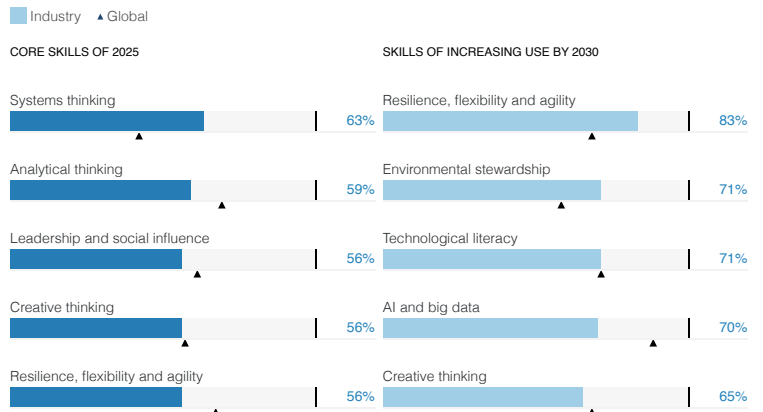 Industry Global
CORE SKILLS OF 2025
Systems thinking
63%
Analytical thinking
59%
Leadership and social influence
56%
Creative thinking
56%
Resilience, flexibility and agility
56%
SKILLS OF INCREASING USE BY 2030
Resilience, flexibility and agility
83%
Environmental stewardship
71%
Technological literacy
71%
AI and big data
70%
Creative thinking
65%